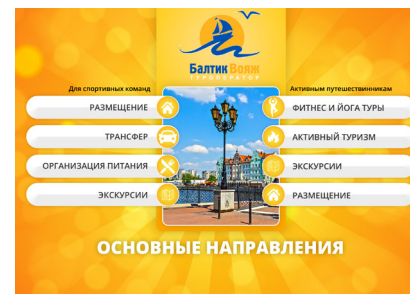 Балтик Вояж
ТУРОПЕРАТОР
Для спортивных команд
РАЗМЕЩЕНИЕ
ТРАНСФЕР
ОРГАНИЗАЦИЯ ПИТАНИЯ
ЭКСКУРСИИ
Активным путешественникам
ФИТНЕС И ЙОГА ТУРЫ
АКТИВНЫЙ ТУРИЗМ
ЭКСКУРСИИ
РАЗМЕЩЕНИЕ
ОСНОВНЫЕ НАПРАВЛЕНИЯ